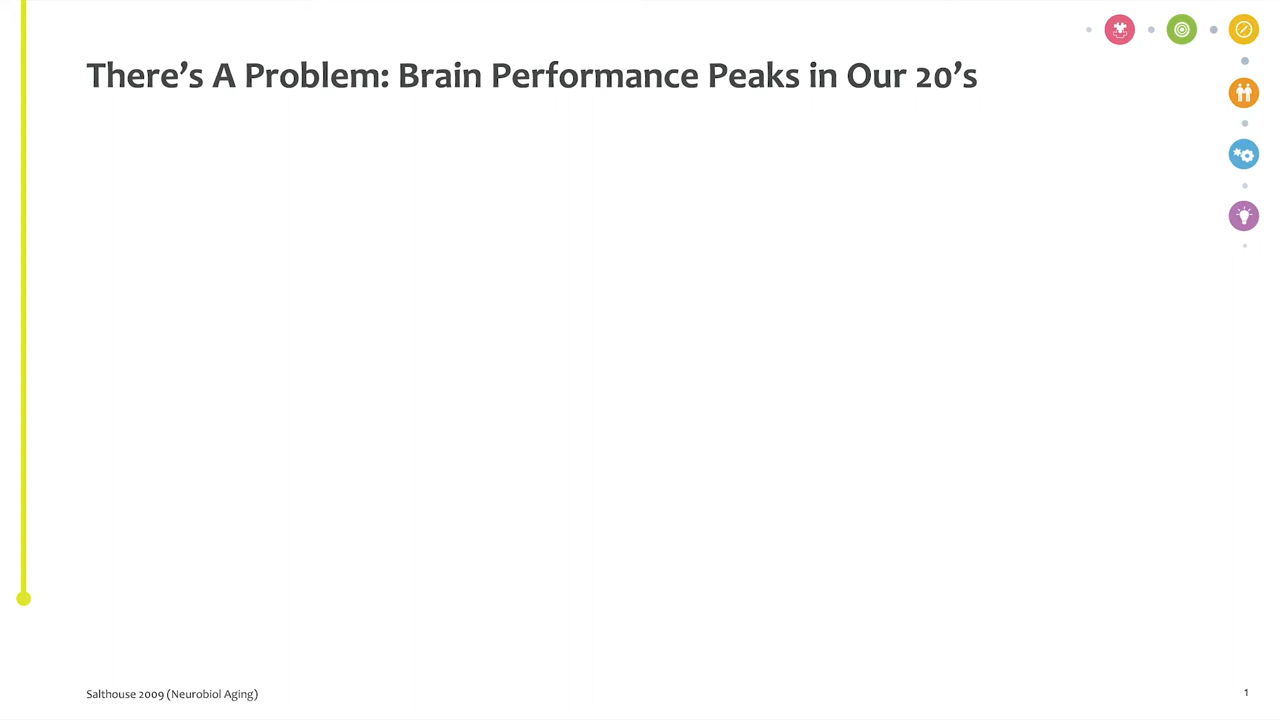 There’s A Problem: Brain Performance Peaks in Our 20’s
Salthouse 2009 (Neurobiol Aging)
1